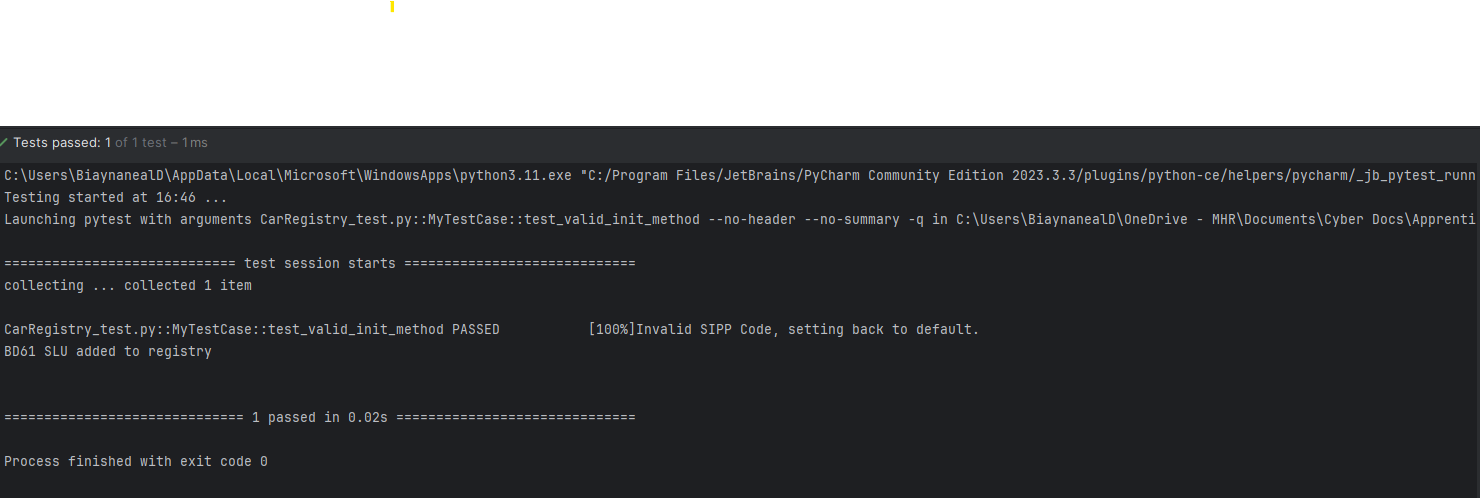 Tests passed: 1 of 1 test – 1 ms
C:\Users\BiaynanealD\AppData\Local\Microsoft\WindowsApps\python3.11.exe "C:/Program Files/JetBrains/PyCharm Community Edition 2023.3.3/plugins/python-ce/helpers/pycharm/_jb_pytest_runn
Testing started at 16:46 ...
Launching pytest with arguments CarRegistry_test.py::MyTestCase::test_valid_init_method --no-header --no-summary -q in C:\Users\BiaynanealD\OneDrive - MHR\Documents\Cyber Docs\Apprenti
============================= test session starts =============================
collecting ... collected 1 item
CarRegistry_test.py::MyTestCase::test_valid_init_method PASSED           [100%]Invalid SIPP Code, setting back to default.
BD61 SLU added to registry
============================== 1 passed in 0.02s ==============================
Process finished with exit code 0